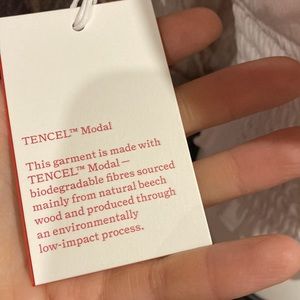 TENCEL™ Modal
This garment is made with
TENCEL™ Modal—
biodegradable fibres sourced
mainly from natural beech
wood and produced through
an environmentally
low-impact process.